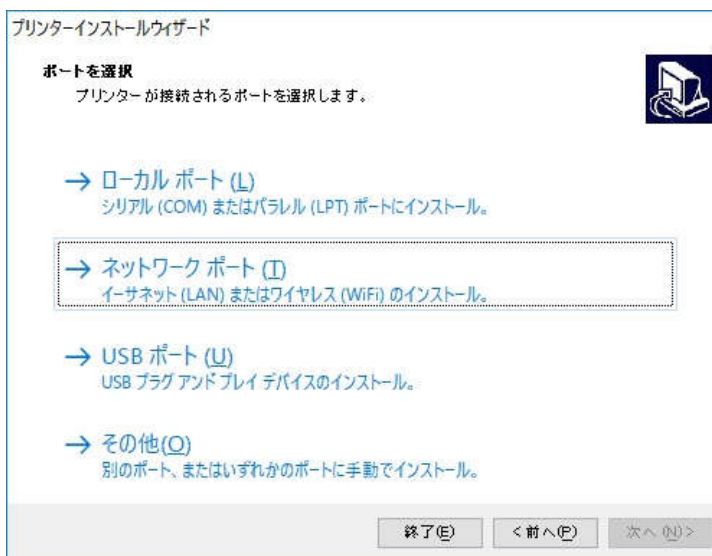 プリンターインストールウィザード
ポートを選択
プリンターが接続されるポートを選択します。
→ ローカル ポート (L)
シリアル (COM) またはパラレル (LPT) ポートにインストール。
→ ネットワーク ポート (T)
イーサネット (LAN) またはワイヤレス (WiFi) のインストール。
→ USB ポート (U)
USB プラグ アンド プレイ デバイスのインストール。
→ その他(O)
別のポート、またはいずれかのポートに手動でインストール。
終了(E) <前へ(P) 次へ (N)>